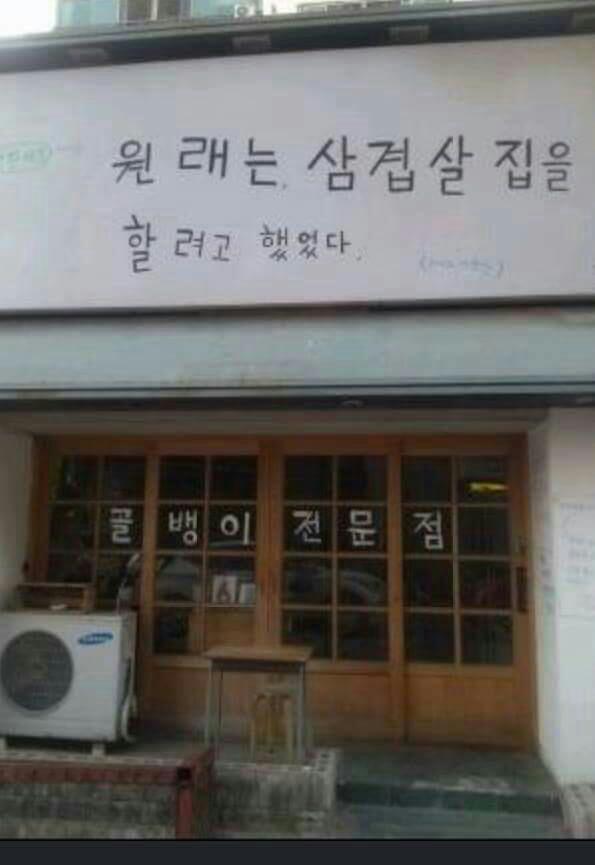 원래는, 삼겹살 집을
할려고 했었다.
골뱅이 전문점
SAMSUNG